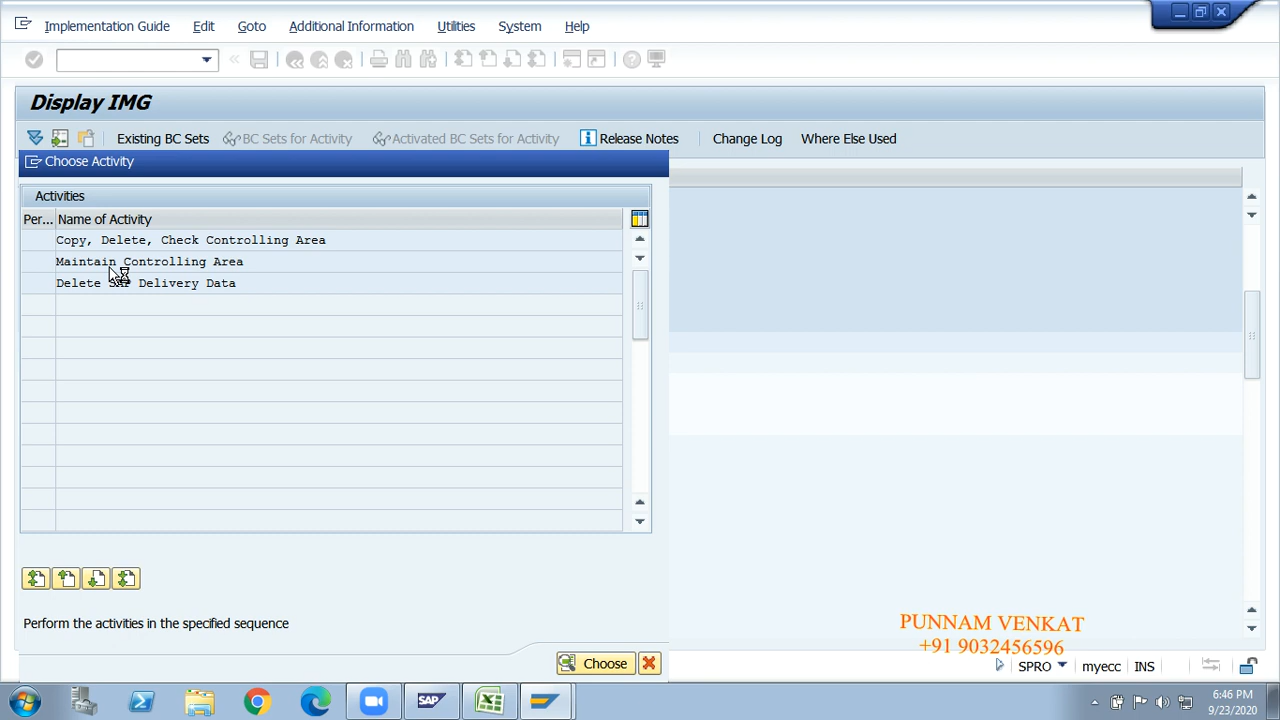 Implementation Guide Edit Goto Additional Information Utilities System Help
Display IMG
Existing BC Sets BC Sets for Activity Activated BC Sets for Activity Release Notes Change Log Where Else Used
Choose Activity
Activities
Per... Name of Activity
Copy, Delete, Check Controlling Area
Maintain Controlling Area
Delete SAP Delivery Data
Perform the activities in the specified sequence
Choose
PUNNAM VENKAT
+91 9032456596
SPRO myecc INS
SAP
6:46 PM
9/23/2020